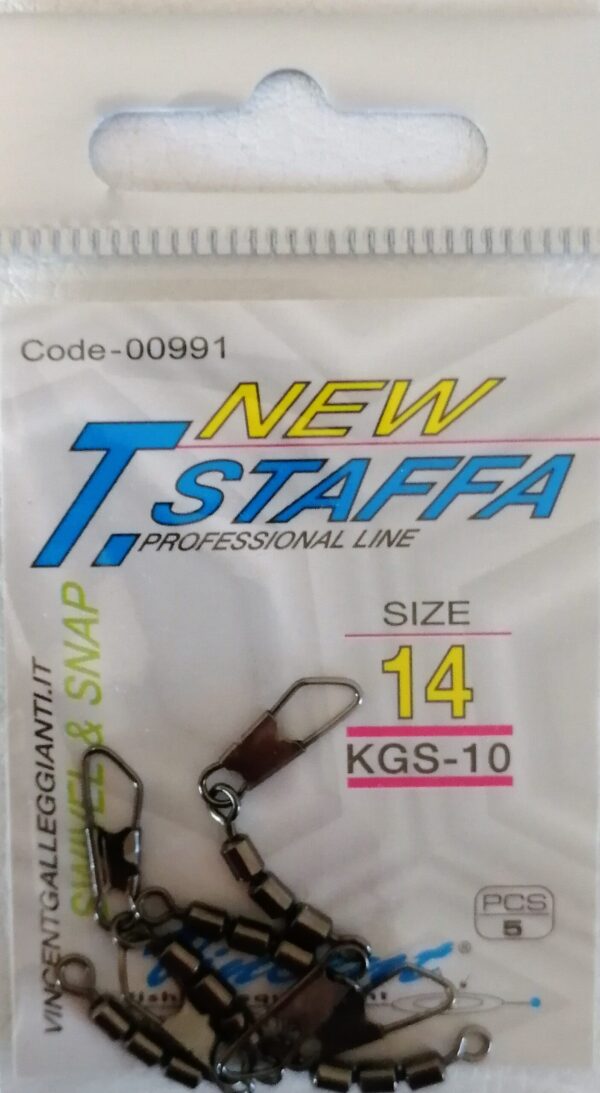 Code-00991
NEW
T. STAFFA
PROFESSIONAL LINE
SIZE
14
KGS-10
SWIVEL & SNAP
VINCENTGALLEGGIANTI.IT
PCS
5
®